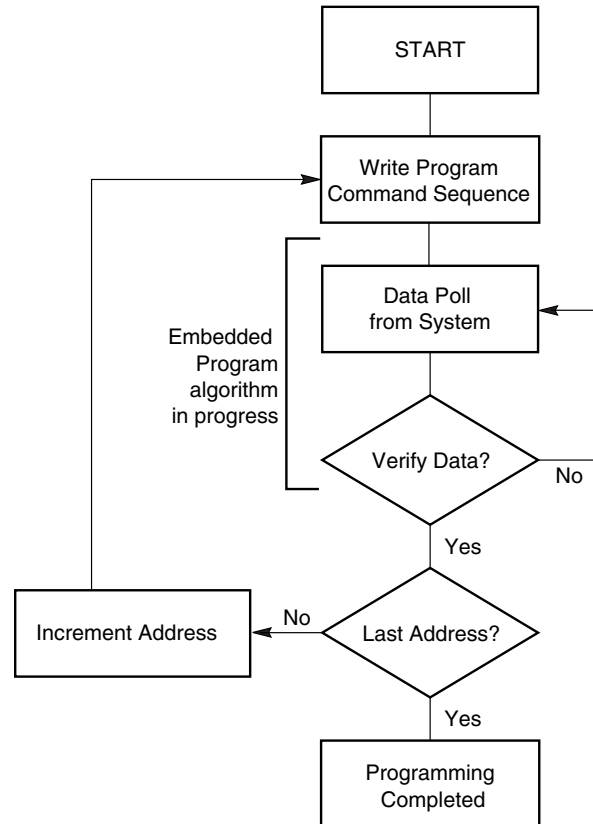 START
Write Program
Command Sequence
Data Poll
from System
Embedded
Program
algorithm
in progress
Verify Data?
No
Yes
Last Address?
No
Increment Address
Yes
Programming
Completed